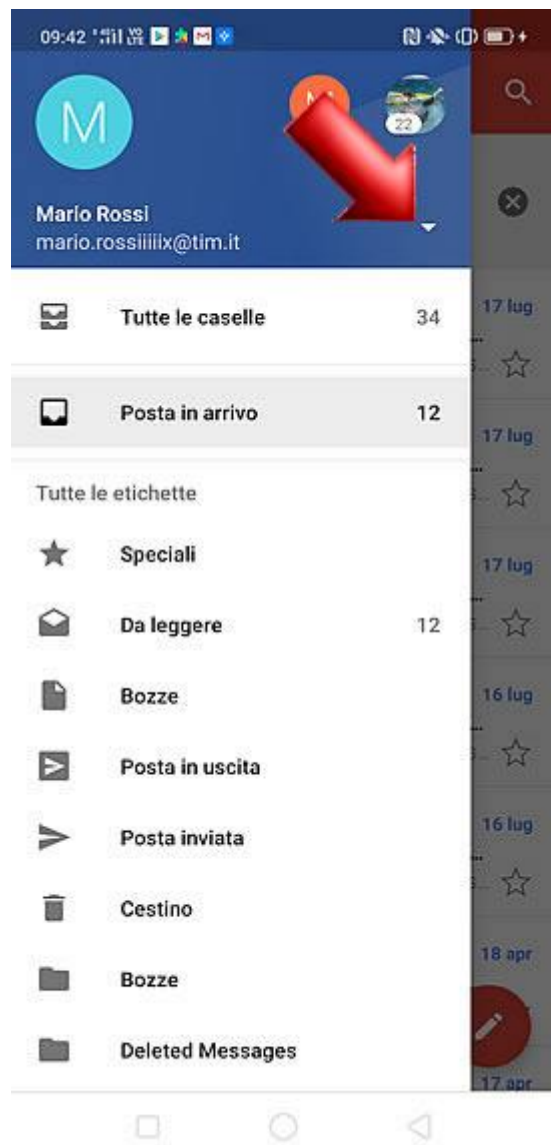 09:42
M
M
22
Mario Rossi
mario.rossiiiiix@tim.it
Tutte le caselle 34
17 lug
Posta in arrivo 12
17 lug
Tutte le etichette
Speciali
17 lug
Da leggere 12
Bozze
16 lug
Posta in uscita
Posta inviata
16 lug
Cestino
18 apr
Bozze
Deleted Messages
17 apr